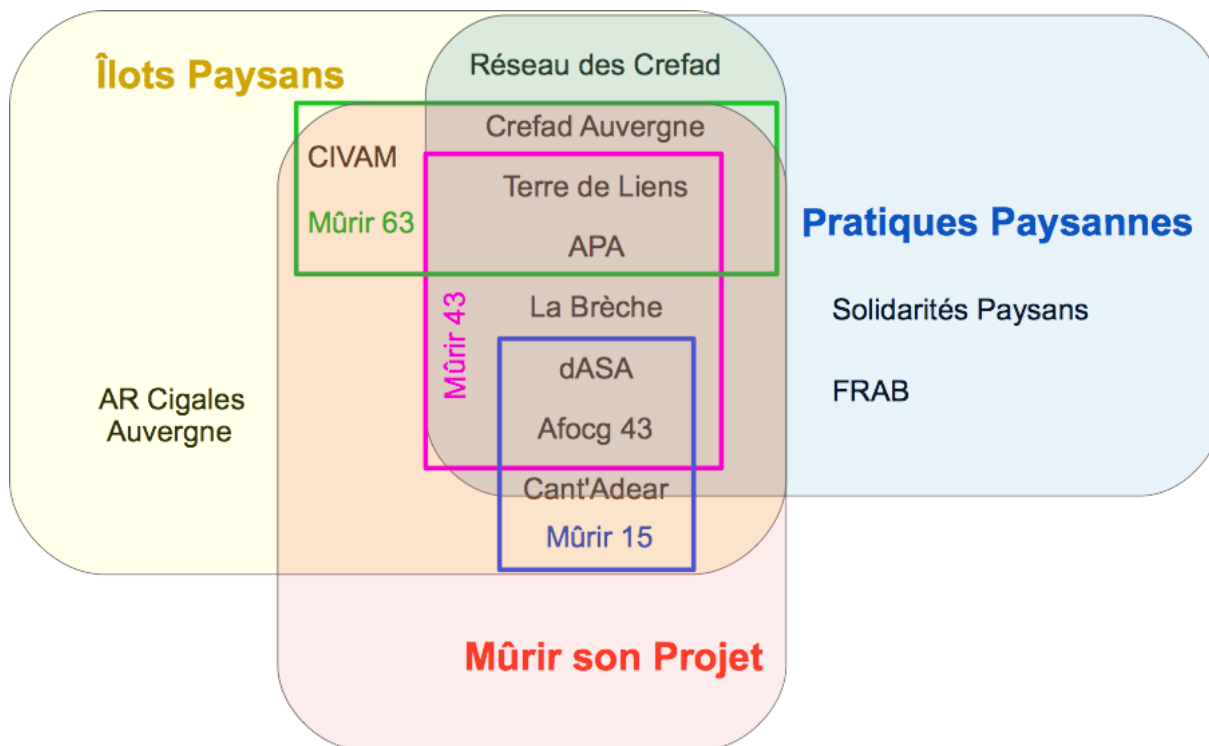 Îlots Paysans
Réseau des Crefad
Crefad Auvergne
CIVAM
Terre de Liens
Mûrir 63
Pratiques Paysannes
APA
La Brèche
Solidarités Paysans
Mûrir 43
dASA
FRAB
AR Cigales
Auvergne
Afocg 43
Cant'Adear
Mûrir 15
Mûrir son Projet